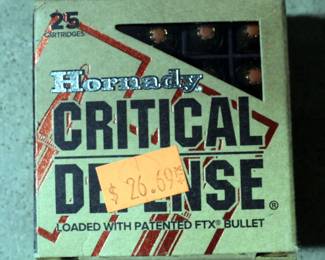 25
CARTRIDGES
Hornady
CRITICAL
DEFENSE®
$ 26.69
LOADED WITH PATENTED FTX® BULLET